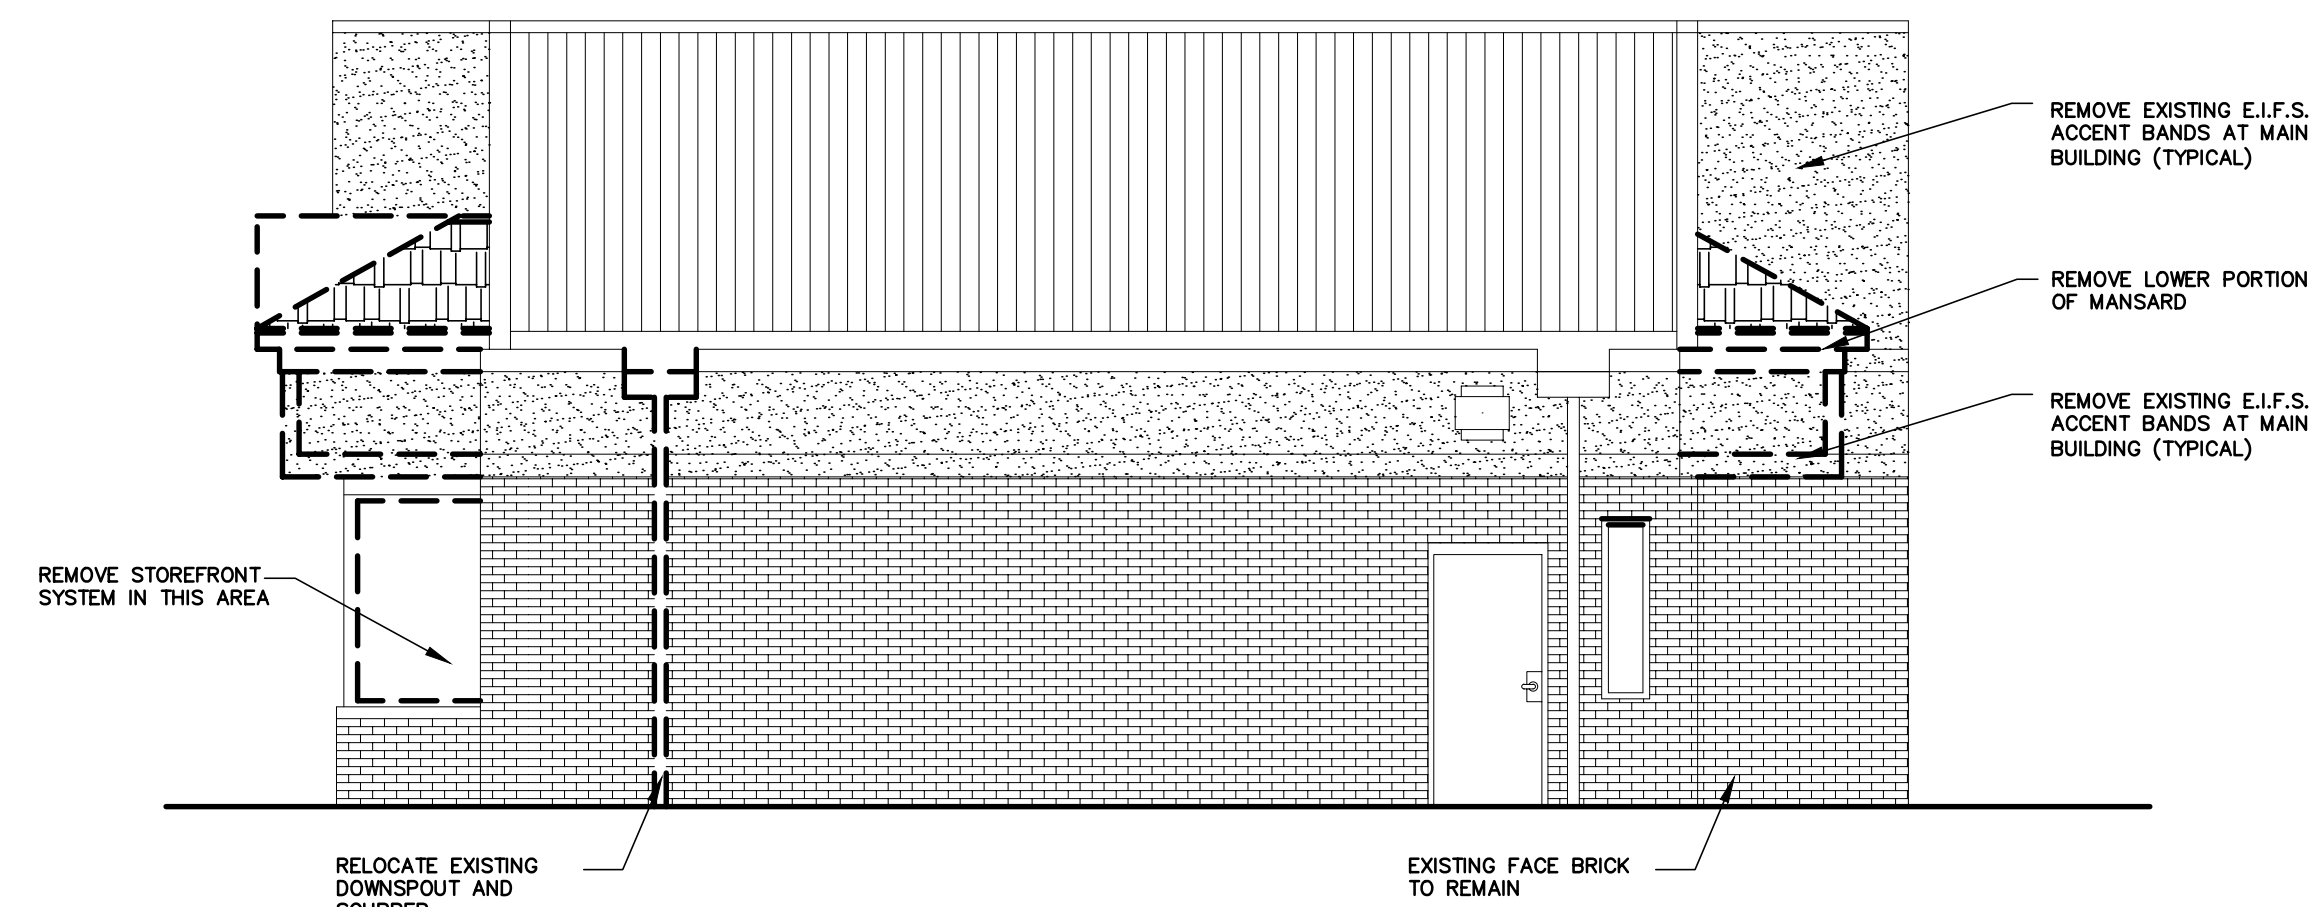 REMOVE EXISTING E.I.F.S.
ACCENT BANDS AT MAIN
BUILDING (TYPICAL)
REMOVE LOWER PORTION
OF MANSARD
REMOVE EXISTING E.I.F.S.
ACCENT BANDS AT MAIN
BUILDING (TYPICAL)
REMOVE STOREFRONT
SYSTEM IN THIS AREA
RELOCATE EXISTING
DOWNSPOUT AND
EXISTING FACE BRICK
TO REMAIN